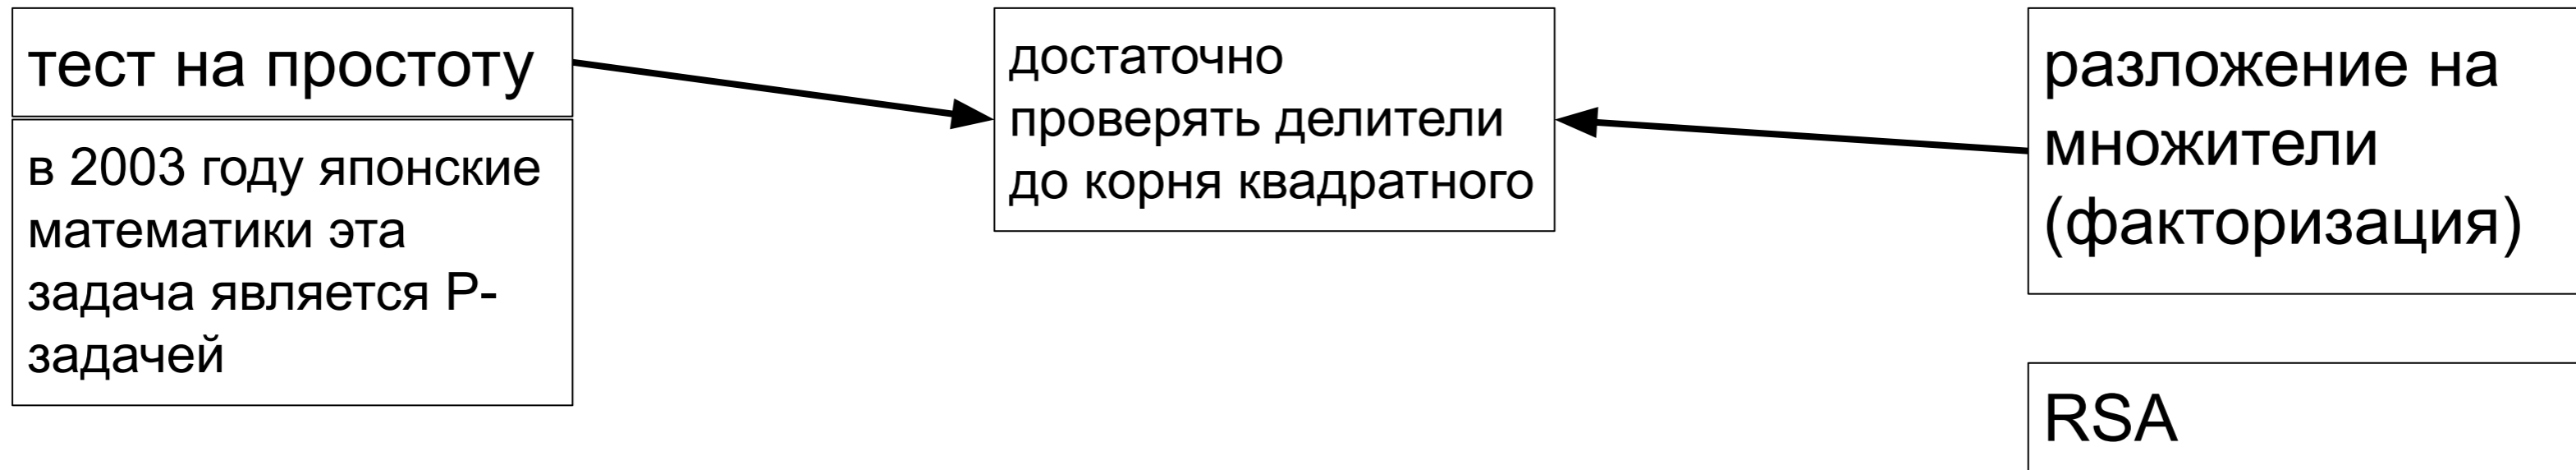 тест на простоту
в 2003 году японские
математики эта
задача является P-
задачей
достаточно
проверять делители
до корня квадратного
разложение на
множители
(факторизация)
RSA